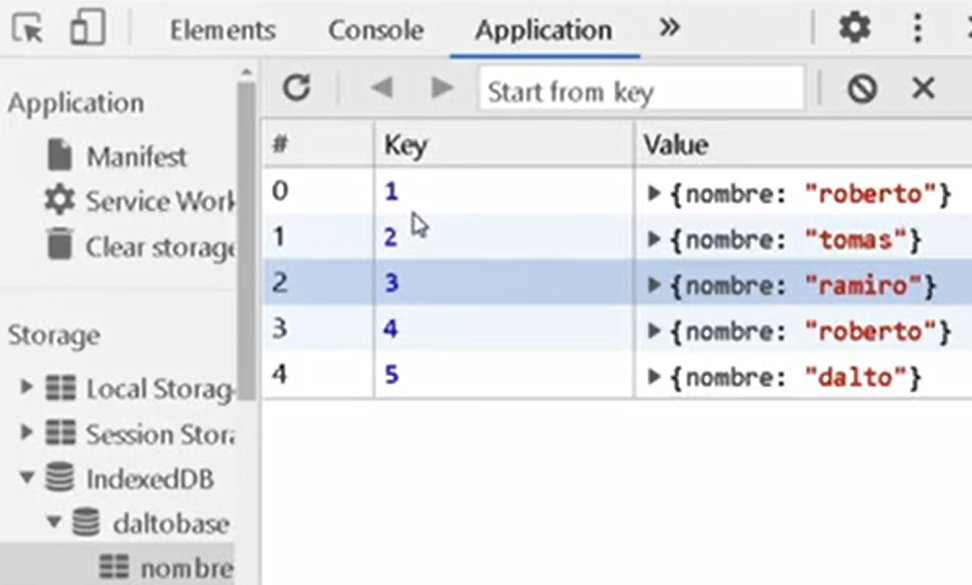 Elements Console Application »
Application
Manifest
Service Work
Clear storage
Storage
Local Storag
Session Stora
IndexedDB
daltobase
nombre
Start from key
# Key Value
0 1 {nombre: "roberto"}
1 2 {nombre: "tomas"}
2 3 {nombre: "ramiro"}
3 4 {nombre: "roberto"}
4 5 {nombre: "dalto"}